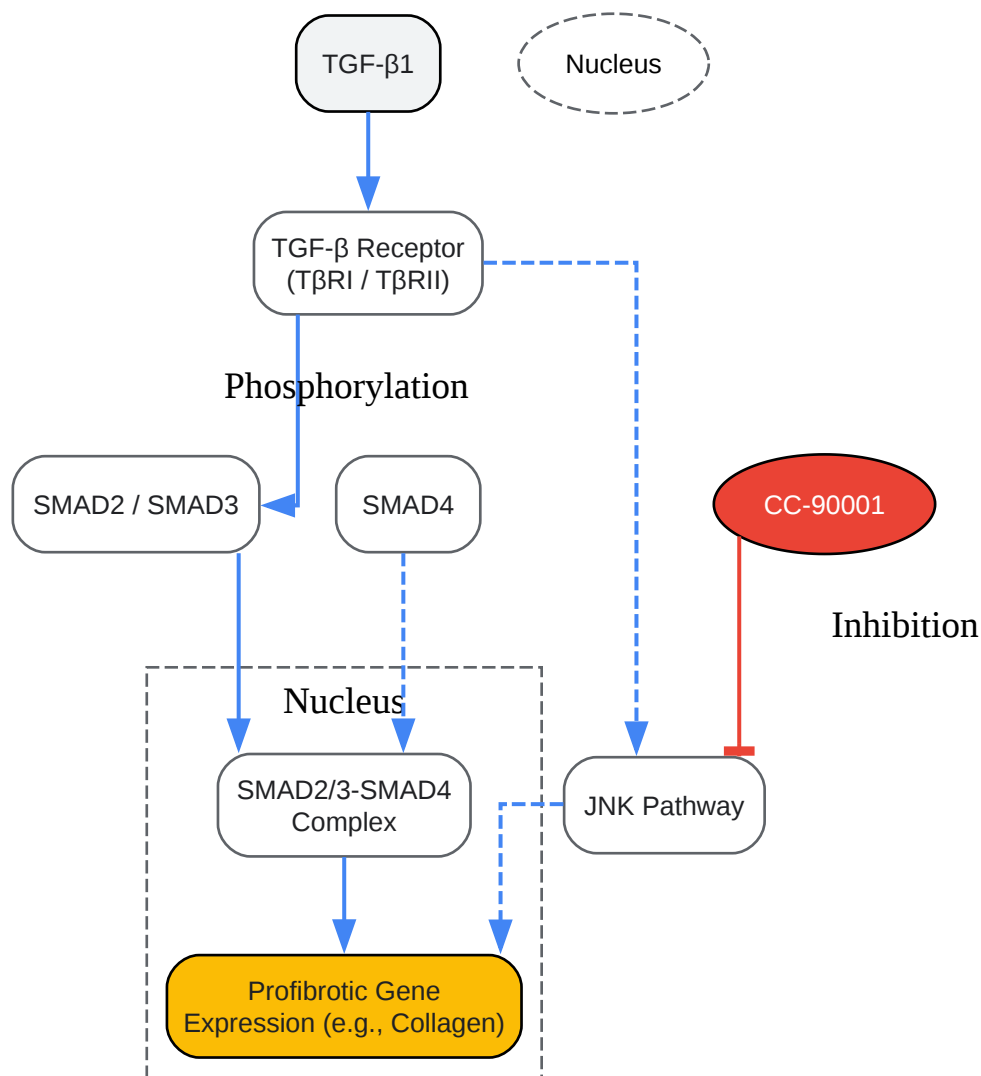 TGF-β1
Nucleus
TGF-β Receptor
(TβRI / TβRII)
Phosphorylation
SMAD2 / SMAD3
SMAD4
CC-90001
Inhibition
Nucleus
SMAD2/3-SMAD4
Complex
JNK Pathway
Profibrotic Gene
Expression (e.g., Collagen)